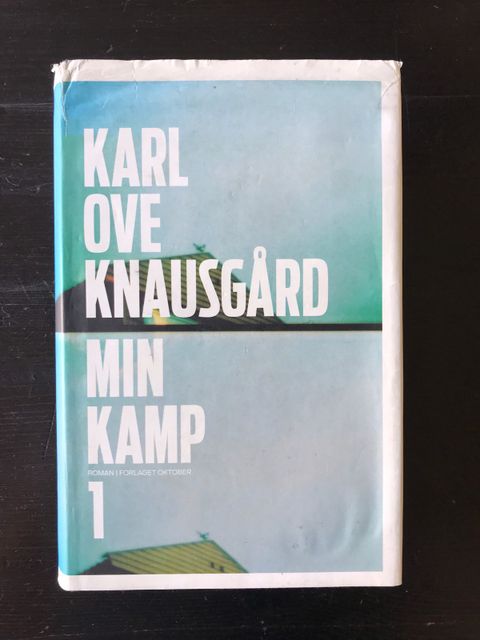 KARL
OVE
KNAUSGÅRD
MIN
KAMP
ROMAN | FORLAGET OKTOBER
1